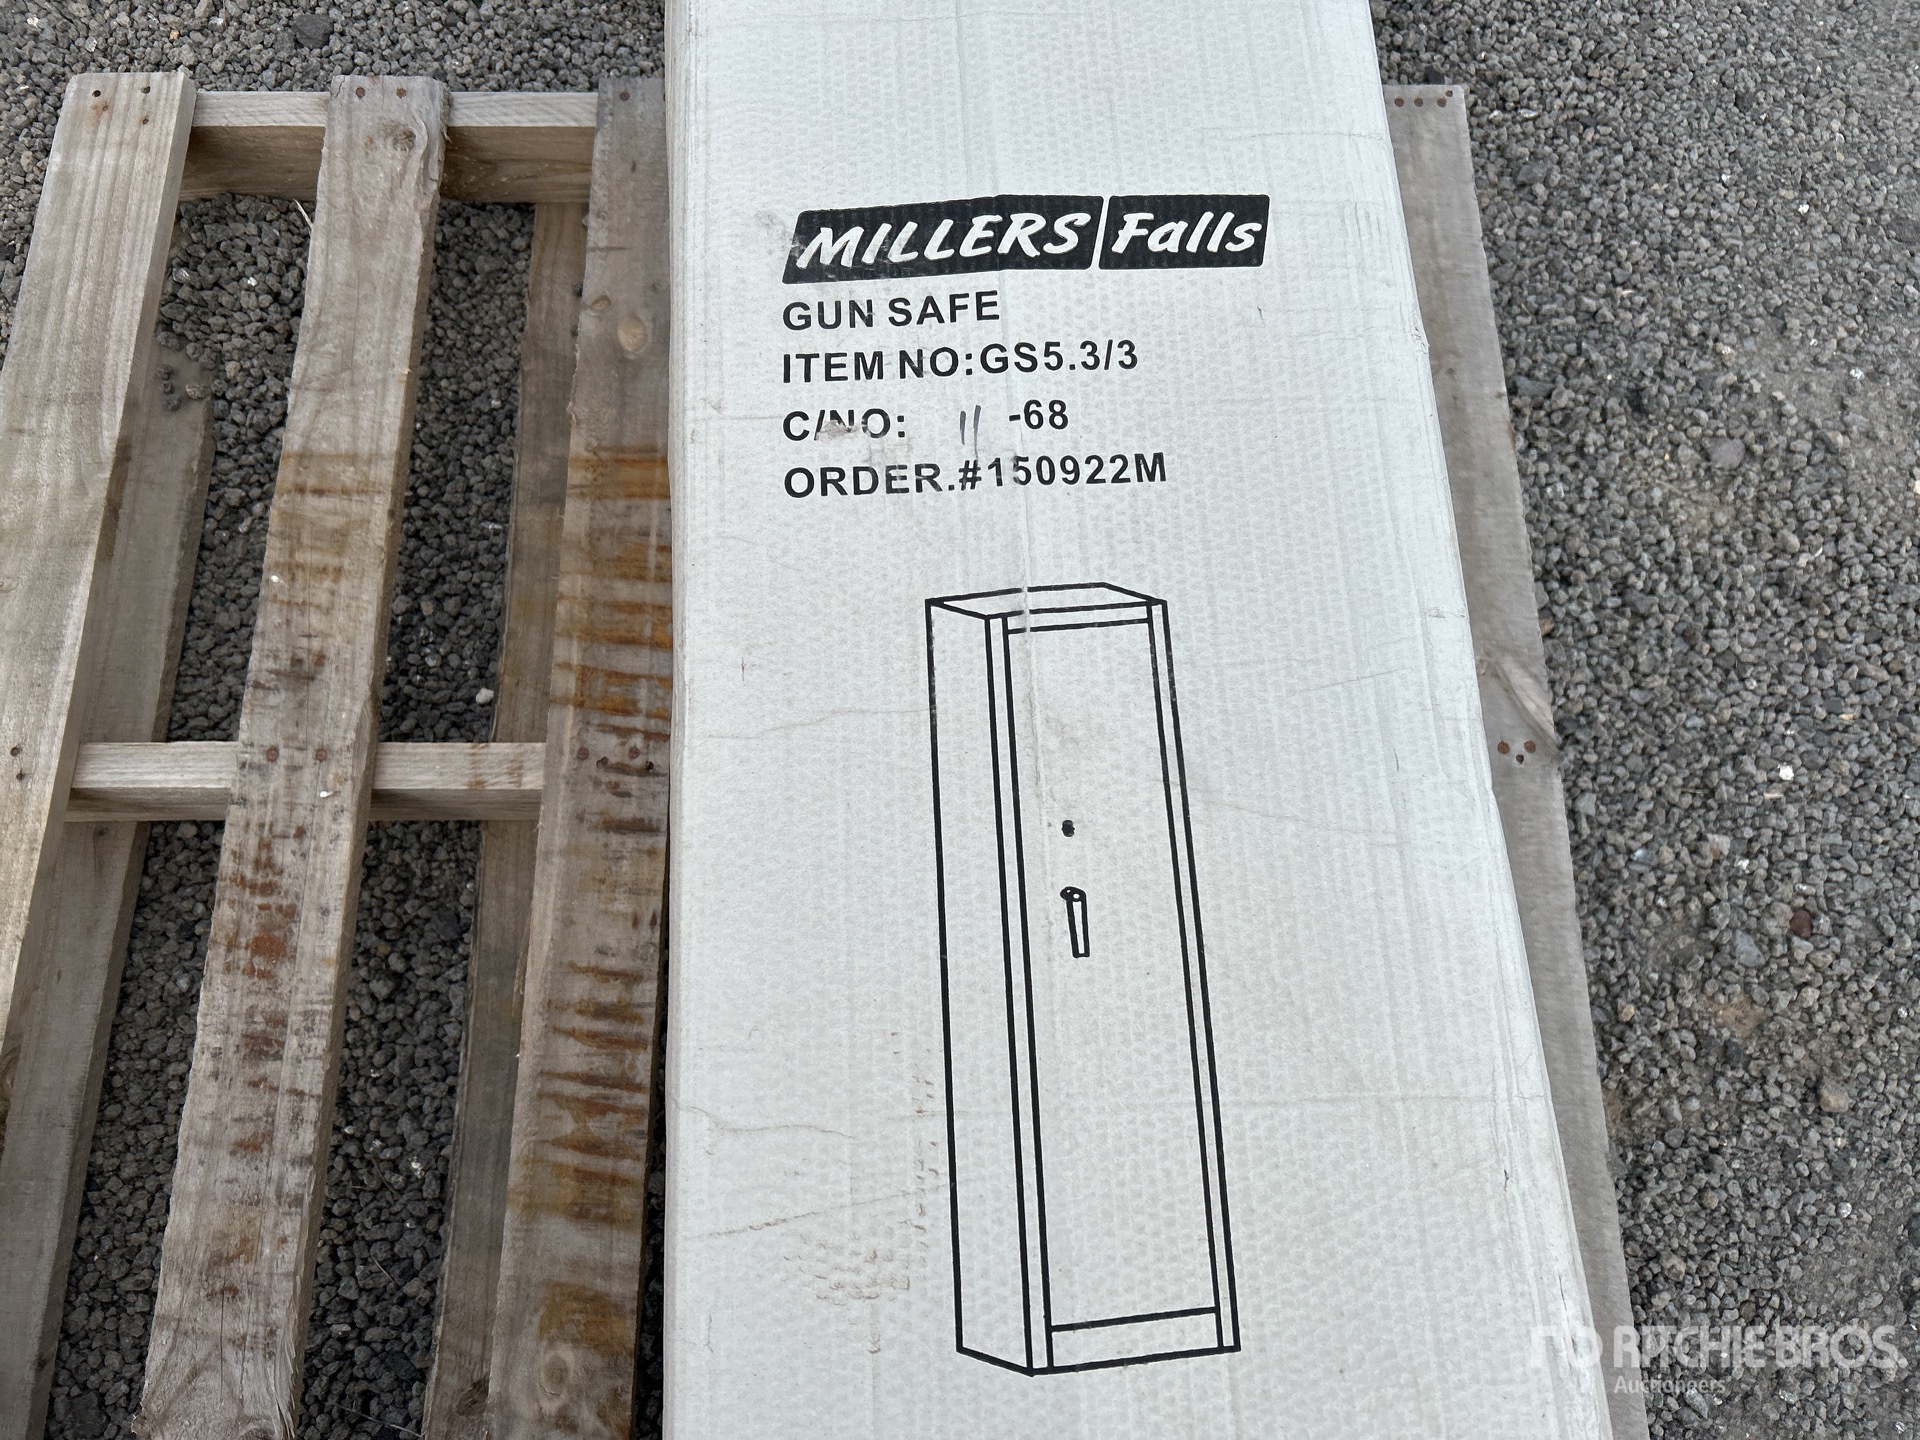 MILLERS Falls
GUN SAFE
ITEM NO:GS5.3/3
C/NO: 11 -68
ORDER.#150922M
RITCHIE BROS.
Auctioneers